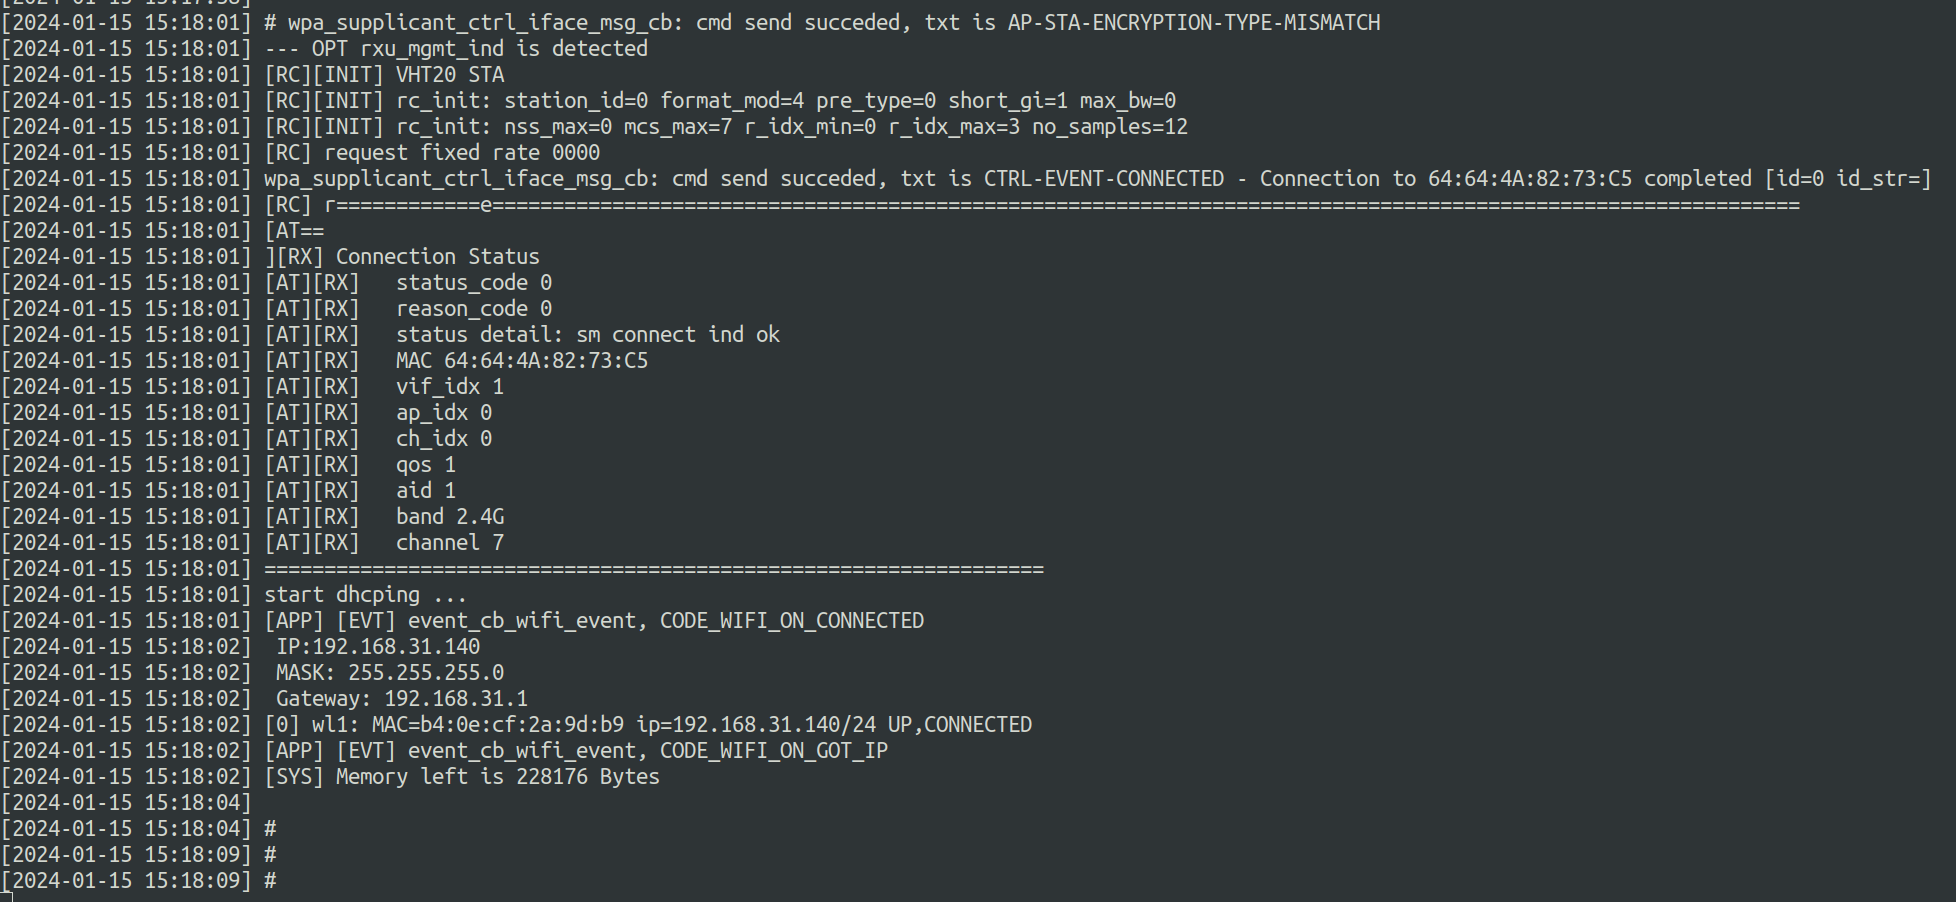 [2024-01-15 15:18:01] # wpa_supplicant_ctrl_iface_msg_cb: cmd send succeded, txt is AP-STA-ENCRYPTION-TYPE-MISMATCH
[2024-01-15 15:18:01] --- OPT rxu_mgmt_ind is detected
[2024-01-15 15:18:01] [RC][INIT] VHT20 STA
[2024-01-15 15:18:01] [RC][INIT] rc_init: station_id=0 format_mod=4 pre_type=0 short_gi=1 max_bw=0
[2024-01-15 15:18:01] [RC][INIT] rc_init: nss_max=0 mcs_max=7 r_idx_min=0 r_idx_max=3 no_samples=12
[2024-01-15 15:18:01] [RC] request fixed rate 0000
[2024-01-15 15:18:01] wpa_supplicant_ctrl_iface_msg_cb: cmd send succeded, txt is CTRL-EVENT-CONNECTED - Connection to 64:64:4A:82:73:C5 completed [id=0 id_str=]
[2024-01-15 15:18:01] [RC] r============e=============================================================================================================
[2024-01-15 15:18:01] [AT==
[2024-01-15 15:18:01] ][RX] Connection Status
[2024-01-15 15:18:01] [AT][RX]   status_code 0
[2024-01-15 15:18:01] [AT][RX]   reason_code 0
[2024-01-15 15:18:01] [AT][RX]   status detail: sm connect ind ok
[2024-01-15 15:18:01] [AT][RX]   MAC 64:64:4A:82:73:C5
[2024-01-15 15:18:01] [AT][RX]   vif_idx 1
[2024-01-15 15:18:01] [AT][RX]   ap_idx 0
[2024-01-15 15:18:01] [AT][RX]   ch_idx 0
[2024-01-15 15:18:01] [AT][RX]   qos 1
[2024-01-15 15:18:01] [AT][RX]   aid 1
[2024-01-15 15:18:01] [AT][RX]   band 2.4G
[2024-01-15 15:18:01] [AT][RX]   channel 7
[2024-01-15 15:18:01] =================================================================
[2024-01-15 15:18:01] start dhcping ...
[2024-01-15 15:18:01] [APP] [EVT] event_cb_wifi_event, CODE_WIFI_ON_CONNECTED
[2024-01-15 15:18:02]  IP:192.168.31.140
[2024-01-15 15:18:02]  MASK: 255.255.255.0
[2024-01-15 15:18:02]  Gateway: 192.168.31.1
[2024-01-15 15:18:02] [0] wl1: MAC=b4:0e:cf:2a:9d:b9 ip=192.168.31.140/24 UP,CONNECTED
[2024-01-15 15:18:02] [APP] [EVT] event_cb_wifi_event, CODE_WIFI_ON_GOT_IP
[2024-01-15 15:18:02] [SYS] Memory left is 228176 Bytes
[2024-01-15 15:18:04]
[2024-01-15 15:18:04] #
[2024-01-15 15:18:09] #
[2024-01-15 15:18:09] #